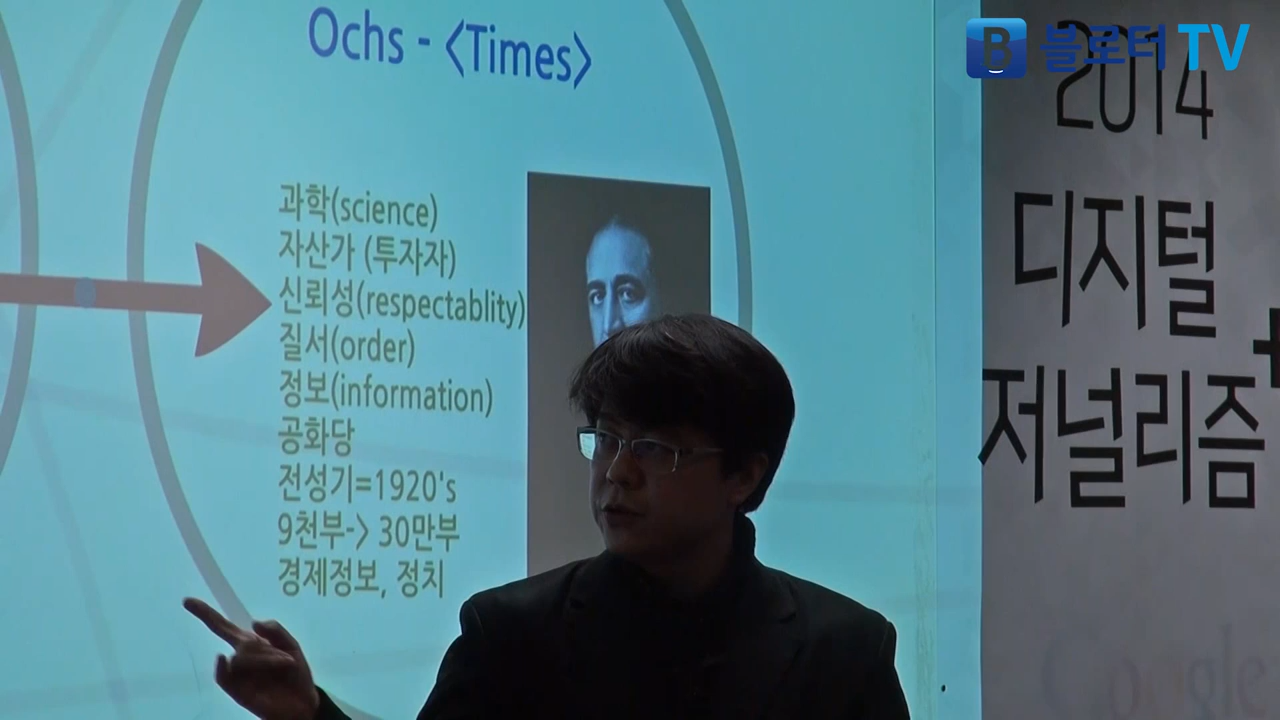 Ochs - <Times>
과학(science)
자산가 (투자자)
신뢰성(respectablity)
질서(order)
정보(information)
공화당
전성기=1920's
9천부-> 30만부
경제정보, 정치
B 블로터 TV
2014
디지털
저널리즘
Google